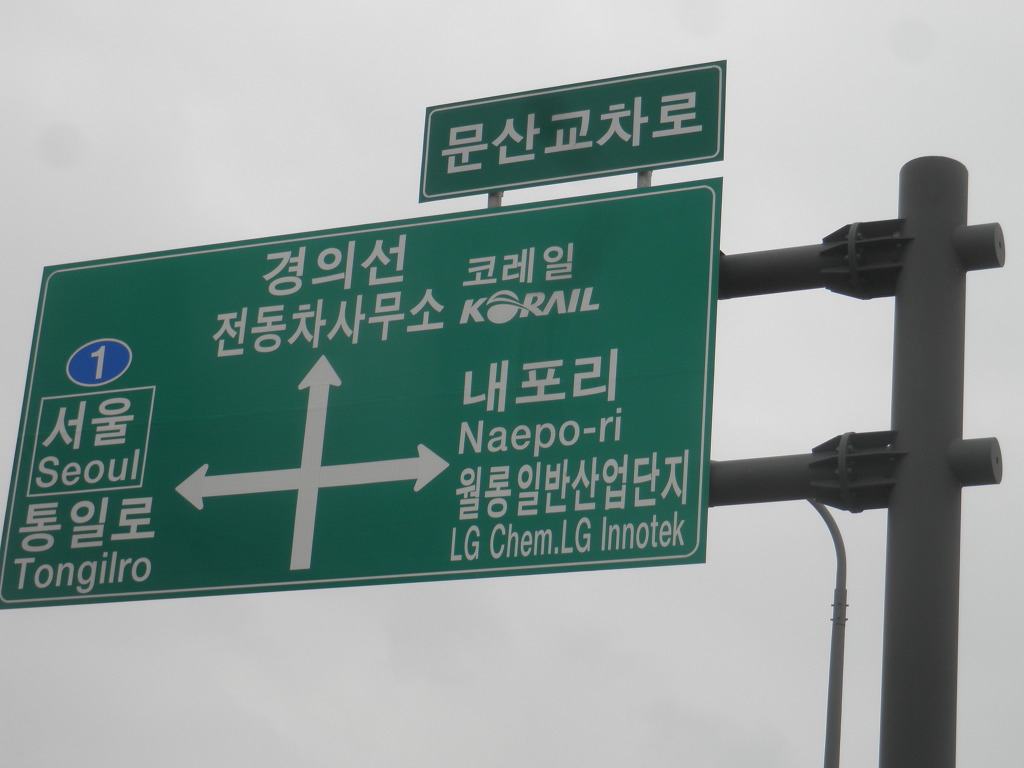 문산교차로
경의선
전동차사무소
코레일
KORAIL
1
서울
Seoul
통일로
Tongilro
내포리
Naepo-ri
월롱일반산업단지
LG Chem.LG Innotek